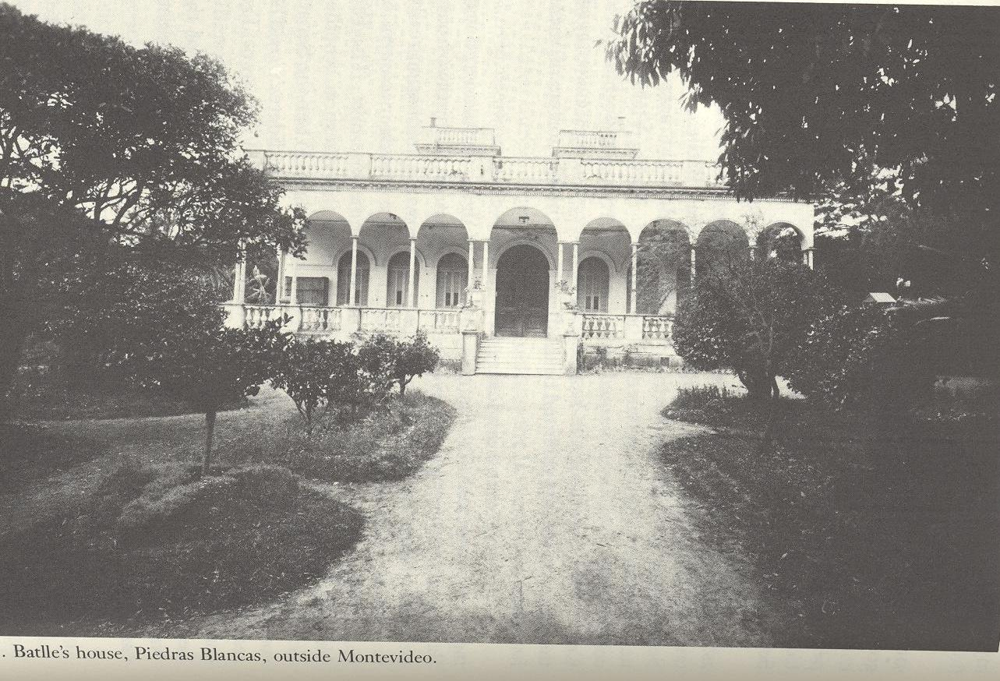 . Batlle's house, Piedras Blancas, outside Montevideo.